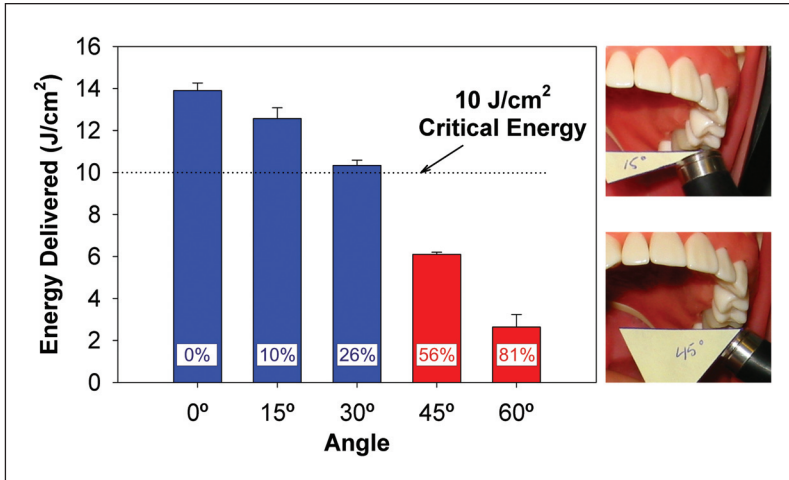 Energy Delivered (J/cm²)
16
14
12
10
8
6
4
2
0
10 J/cm²
Critical Energy
0%
10%
26%
56%
81%
0º
15º
30º
45º
60º
Angle
15°
45°